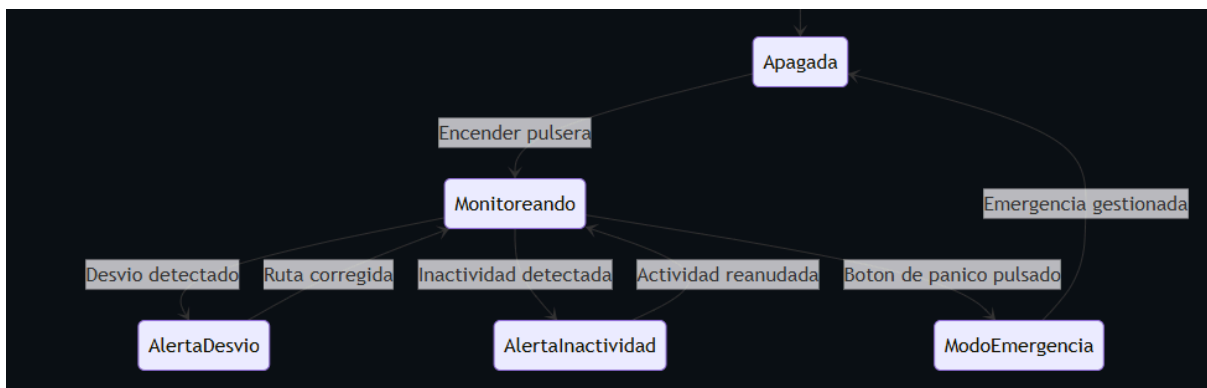 Apagada
Encender pulsera
Monitoreando
Emergencia gestionada
Desvio detectado
Ruta corregida
Inactividad detectada
Actividad reanudada
Boton de panico pulsado
AlertaDesvio
AlertaInactividad
ModoEmergencia